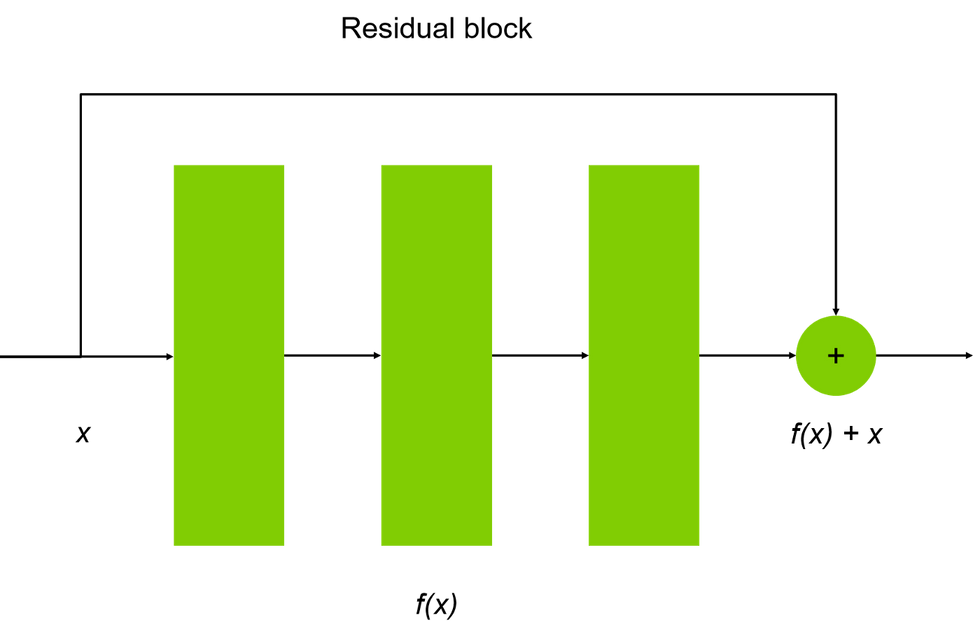 Residual block
+
x
f(x) + x
f(x)